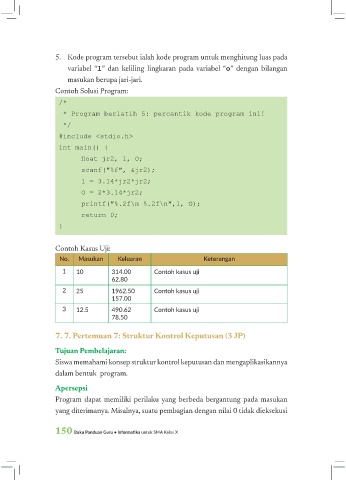 5. Kode program tersebut ialah kode program untuk menghitung luas pada
variabel "l" dan keliling lingkaran pada variabel "o" dengan bilangan
masukan berupa jari-jari.
Contoh Solusi Program:
/*
* Program berlatih 5: percantik kode program ini!
*/
#include <stdio.h>
int main() {
float jr2, l, O;
scanf("%f", &jr2);
l = 3.14*jr2*jr2;
O = 2*3.14*jr2;
printf("%.2f\n %.2f\n",l, O);
return 0;
}
Contoh Kasus Uji:
No. Masukan Keluaran Keterangan
1 10 314.00 Contoh kasus uji
62.80
2 25 1962.50 Contoh kasus uji
157.00
3 12.5 490.62 Contoh kasus uji
78.50
7. 7. Pertemuan 7: Struktur Kontrol Keputusan (3 JP)
Tujuan Pembelajaran:
Siswa memahami konsep struktur kontrol keputusan dan mengaplikasikannya
dalam bentuk program.
Apersepsi
Program dapat memiliki perilaku yang berbeda bergantung pada masukan
yang diterimanya. Misalnya, suatu pembagian dengan nilai 0 tidak dieksekusi
150 Buku Panduan Guru • Informatika untuk SMA Kelas X